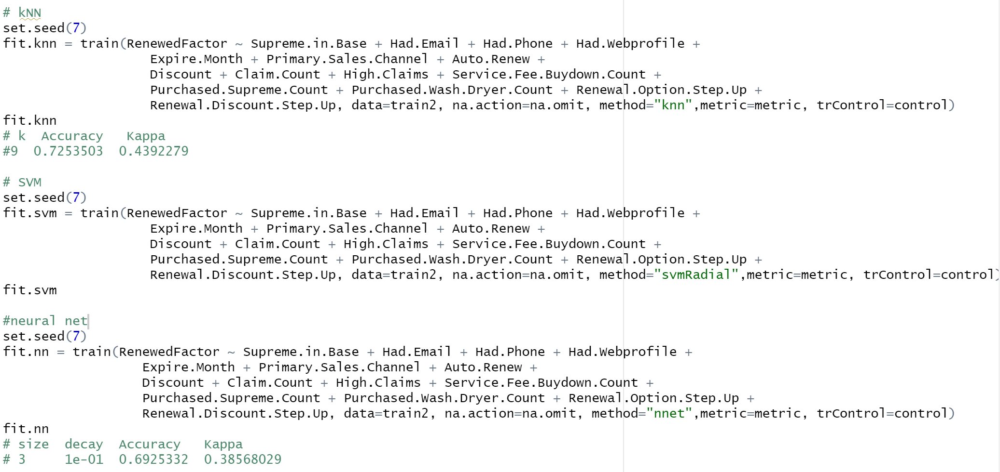 # kNN
set.seed(7)
fit.knn = train(RenewedFactor ~ Supreme.in.Base + Had.Email + Had.Phone + Had.Webprofile +
Expire.Month + Primary.Sales.Channel + Auto.Renew +
Discount + Claim.Count + High.Claims + Service.Fee.Buydown.Count +
Purchased.Supreme.Count + Purchased.Wash.Dryer.Count + Renewal.Option.Step.Up +
Renewal.Discount.Step.Up, data=train2, na.action=na.omit, method="knn",metric=metric, trControl=control)
fit.knn
# k  Accuracy   Kappa
#9  0.7253503  0.4392279

# SVM
set.seed(7)
fit.svm = train(RenewedFactor ~ Supreme.in.Base + Had.Email + Had.Phone + Had.Webprofile +
Expire.Month + Primary.Sales.Channel + Auto.Renew +
Discount + Claim.Count + High.Claims + Service.Fee.Buydown.Count +
Purchased.Supreme.Count + Purchased.Wash.Dryer.Count + Renewal.Option.Step.Up +
Renewal.Discount.Step.Up, data=train2, na.action=na.omit, method="svmRadial",metric=metric, trControl=control)
fit.svm

#neural net
set.seed(7)
fit.nn = train(RenewedFactor ~ Supreme.in.Base + Had.Email + Had.Phone + Had.Webprofile +
Expire.Month + Primary.Sales.Channel + Auto.Renew +
Discount + Claim.Count + High.Claims + Service.Fee.Buydown.Count +
Purchased.Supreme.Count + Purchased.Wash.Dryer.Count + Renewal.Option.Step.Up +
Renewal.Discount.Step.Up, data=train2, na.action=na.omit, method="nnet",metric=metric, trControl=control)
fit.nn
# size  decay  Accuracy   Kappa
# 3     1e-01  0.6925332  0.38568029